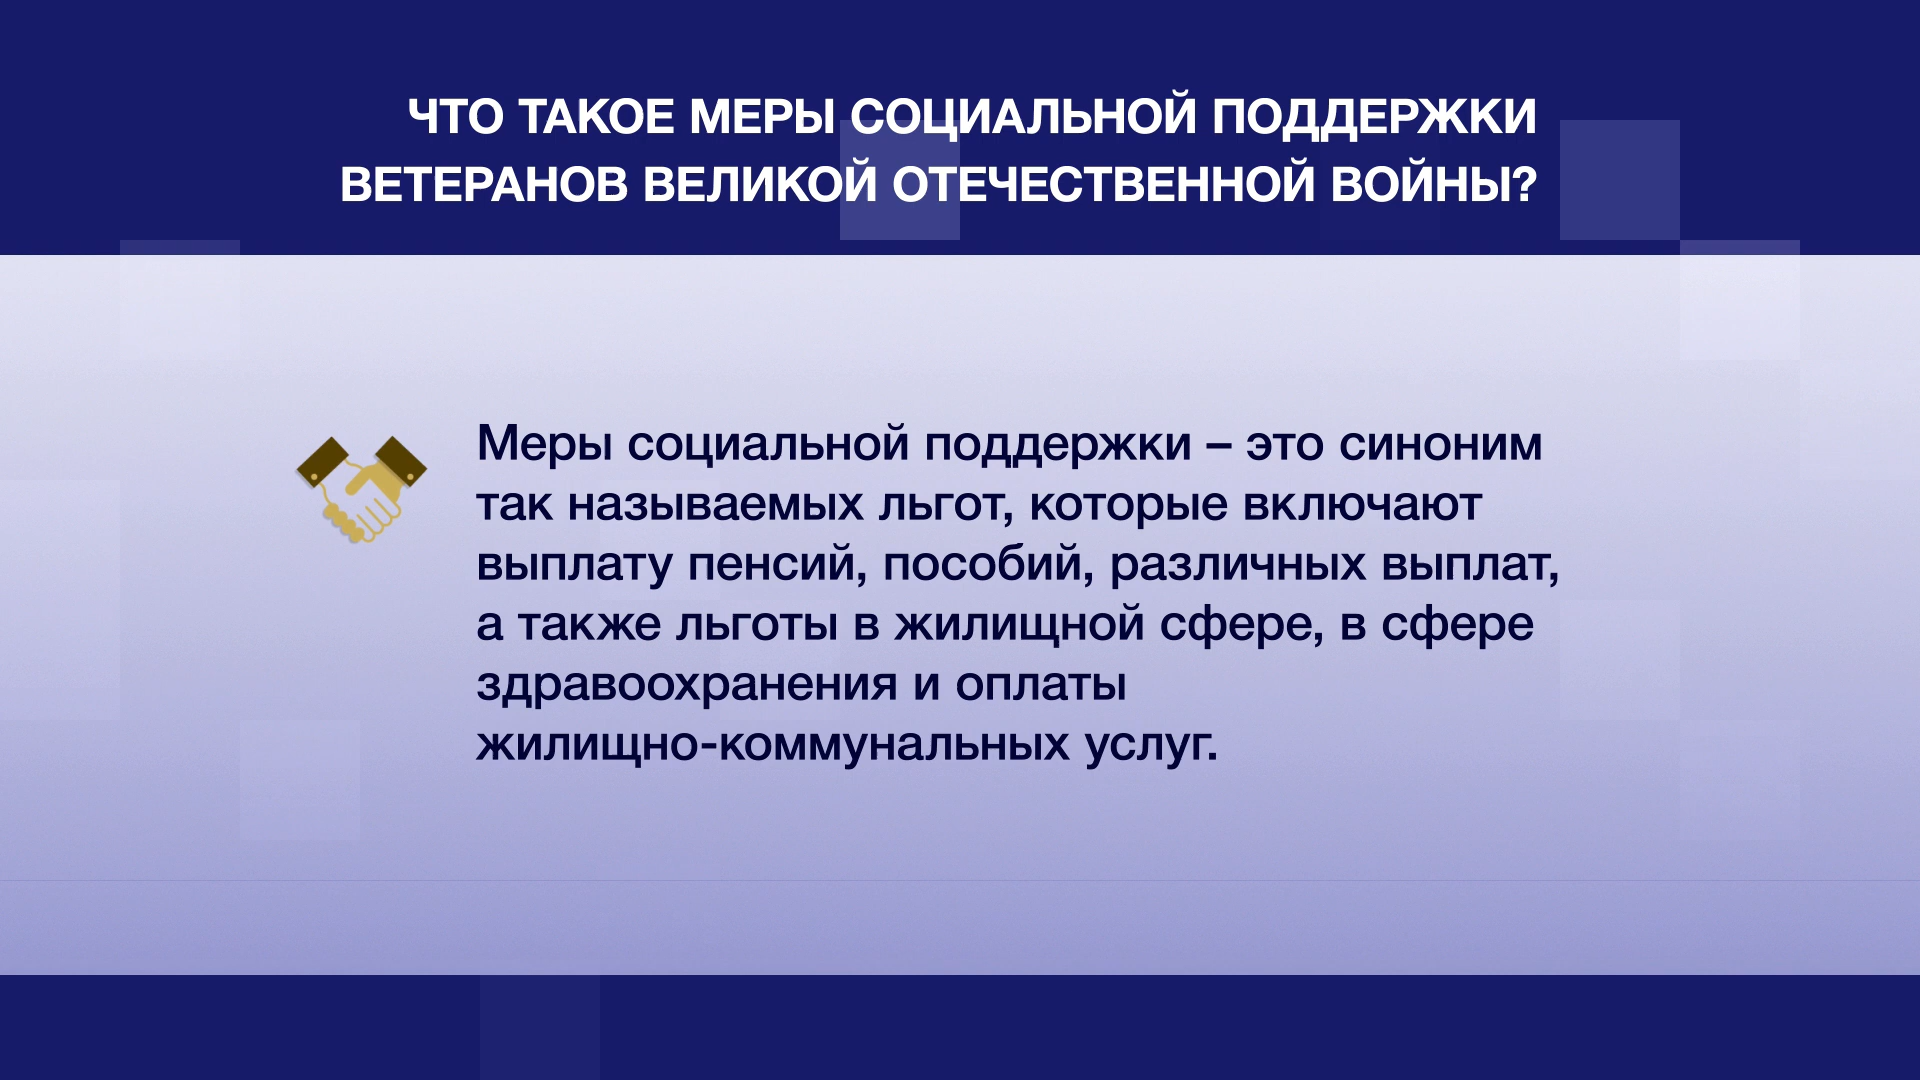 ЧТО ТАКОЕ МЕРЫ СОЦИАЛЬНОЙ ПОДДЕРЖКИ
ВЕТЕРАНОВ ВЕЛИКОЙ ОТЕЧЕСТВЕННОЙ ВОЙНЫ?
Меры социальной поддержки – это синоним
так называемых льгот, которые включают
выплату пенсий, пособий, различных выплат,
а также льготы в жилищной сфере, в сфере
здравоохранения и оплаты
жилищно-коммунальных услуг.